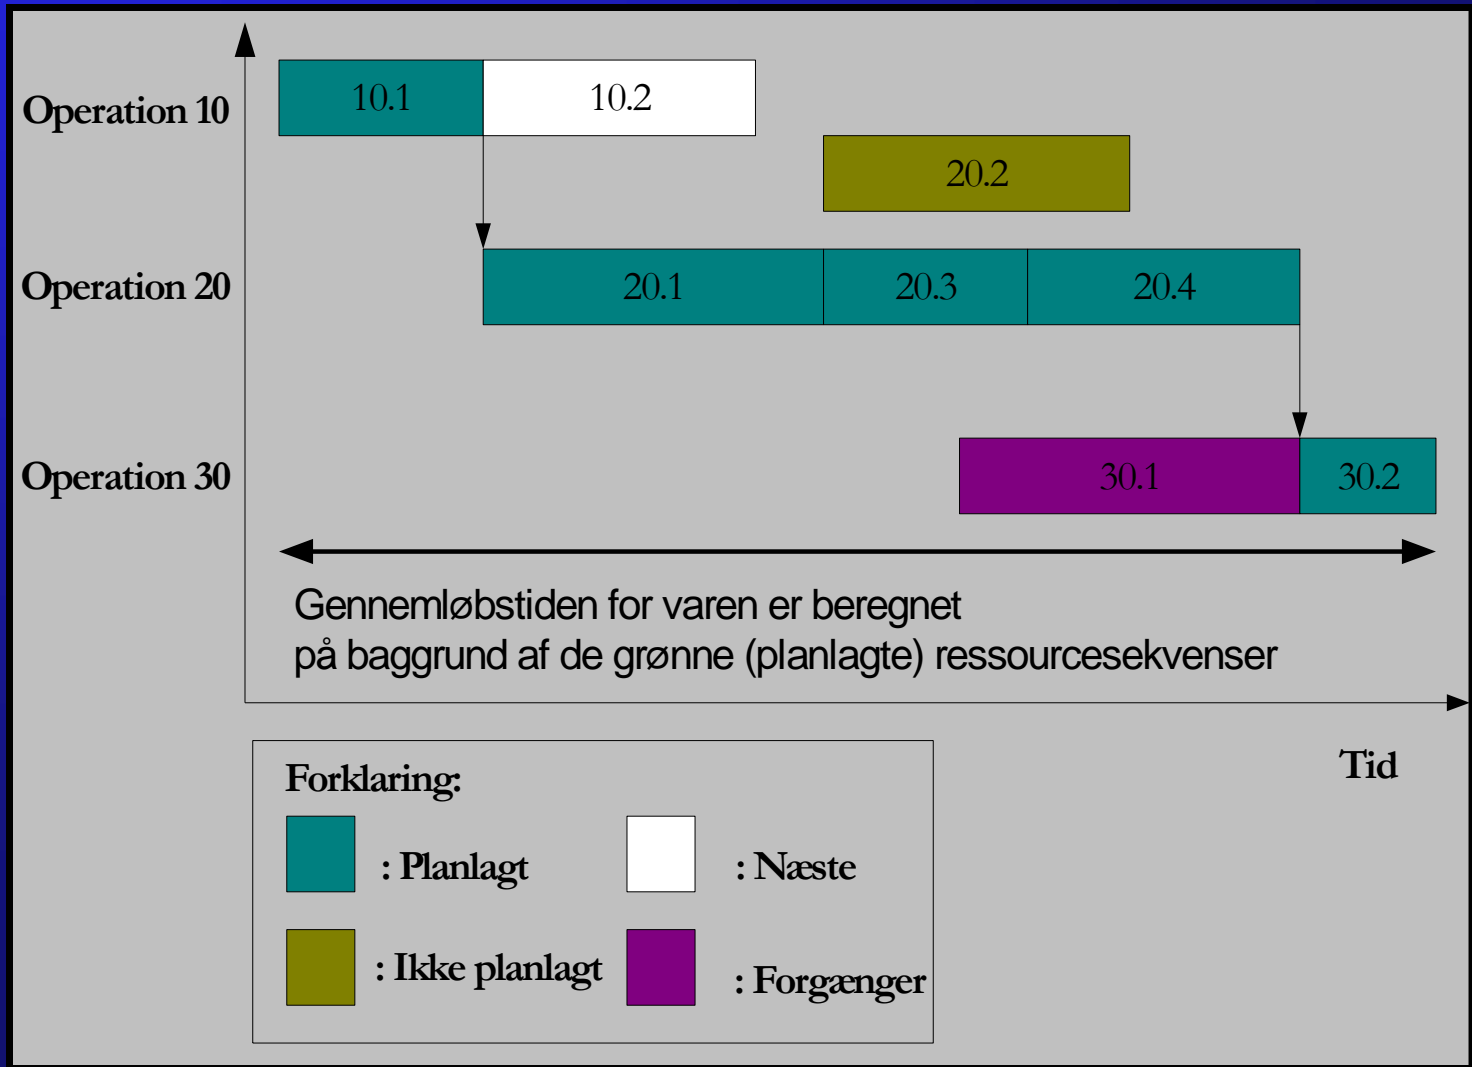 Operation 10
10.1
10.2
20.2
Operation 20
20.1
20.3
20.4
Operation 30
30.1
30.2
Gennemløbstiden for varen er beregnet
på baggrund af de grønne (planlagte) ressourcesekvenser
Tid
Forklaring:
: Planlagt
: Næste
: Ikke planlagt
: Forgænger